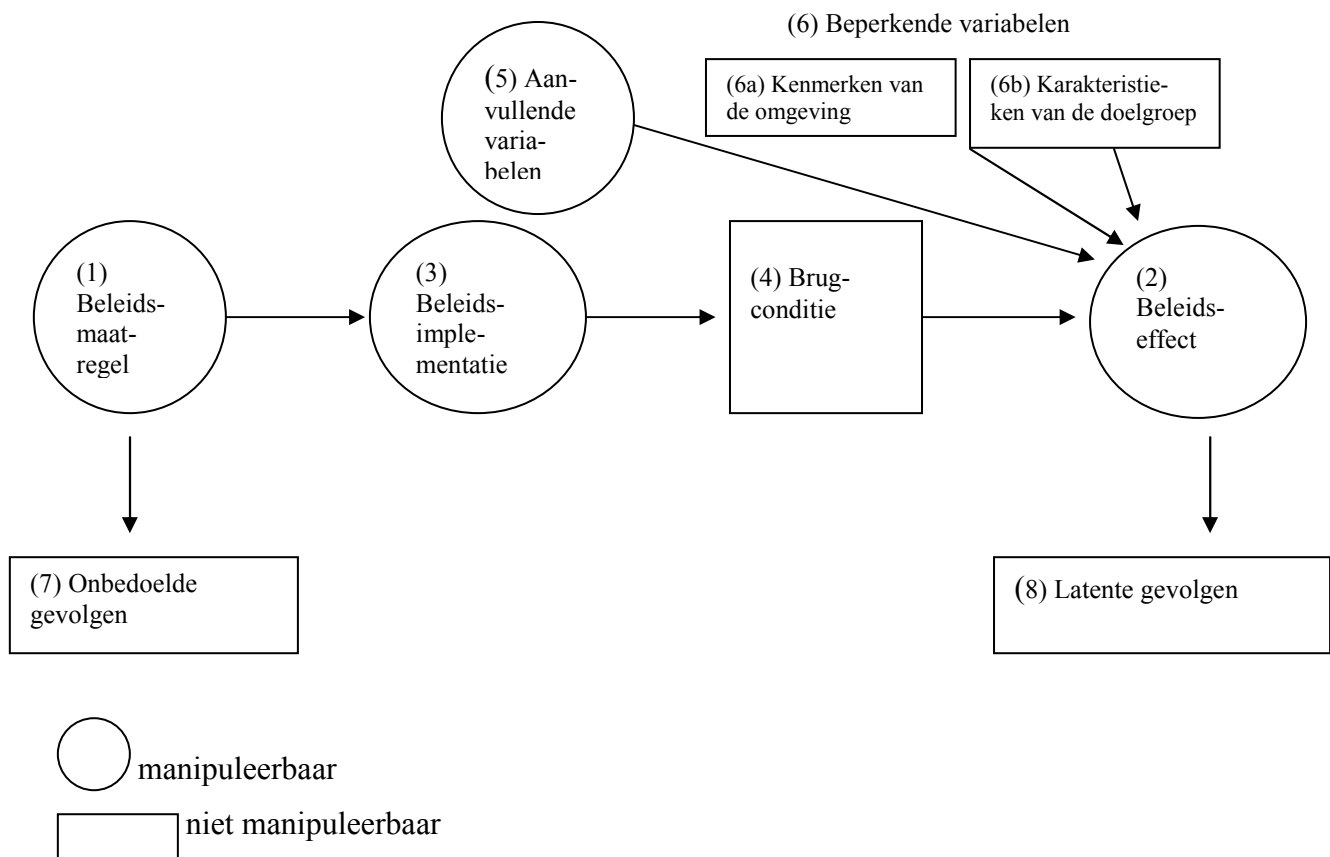 (6) Beperkende variabelen
(5) Aan-
vullende
varia-
belen
(6a) Kenmerken van
de omgeving
(6b) Karakteristie-
ken van de doelgroep
(1)
Beleids-
maat-
regel
(3)
Beleids-
imple-
mentatie
(4) Brug-
conditie
(2)
Beleids-
effect
(7) Onbedoelde
gevolgen
(8) Latente gevolgen
manipuleerbaar
niet manipuleerbaar